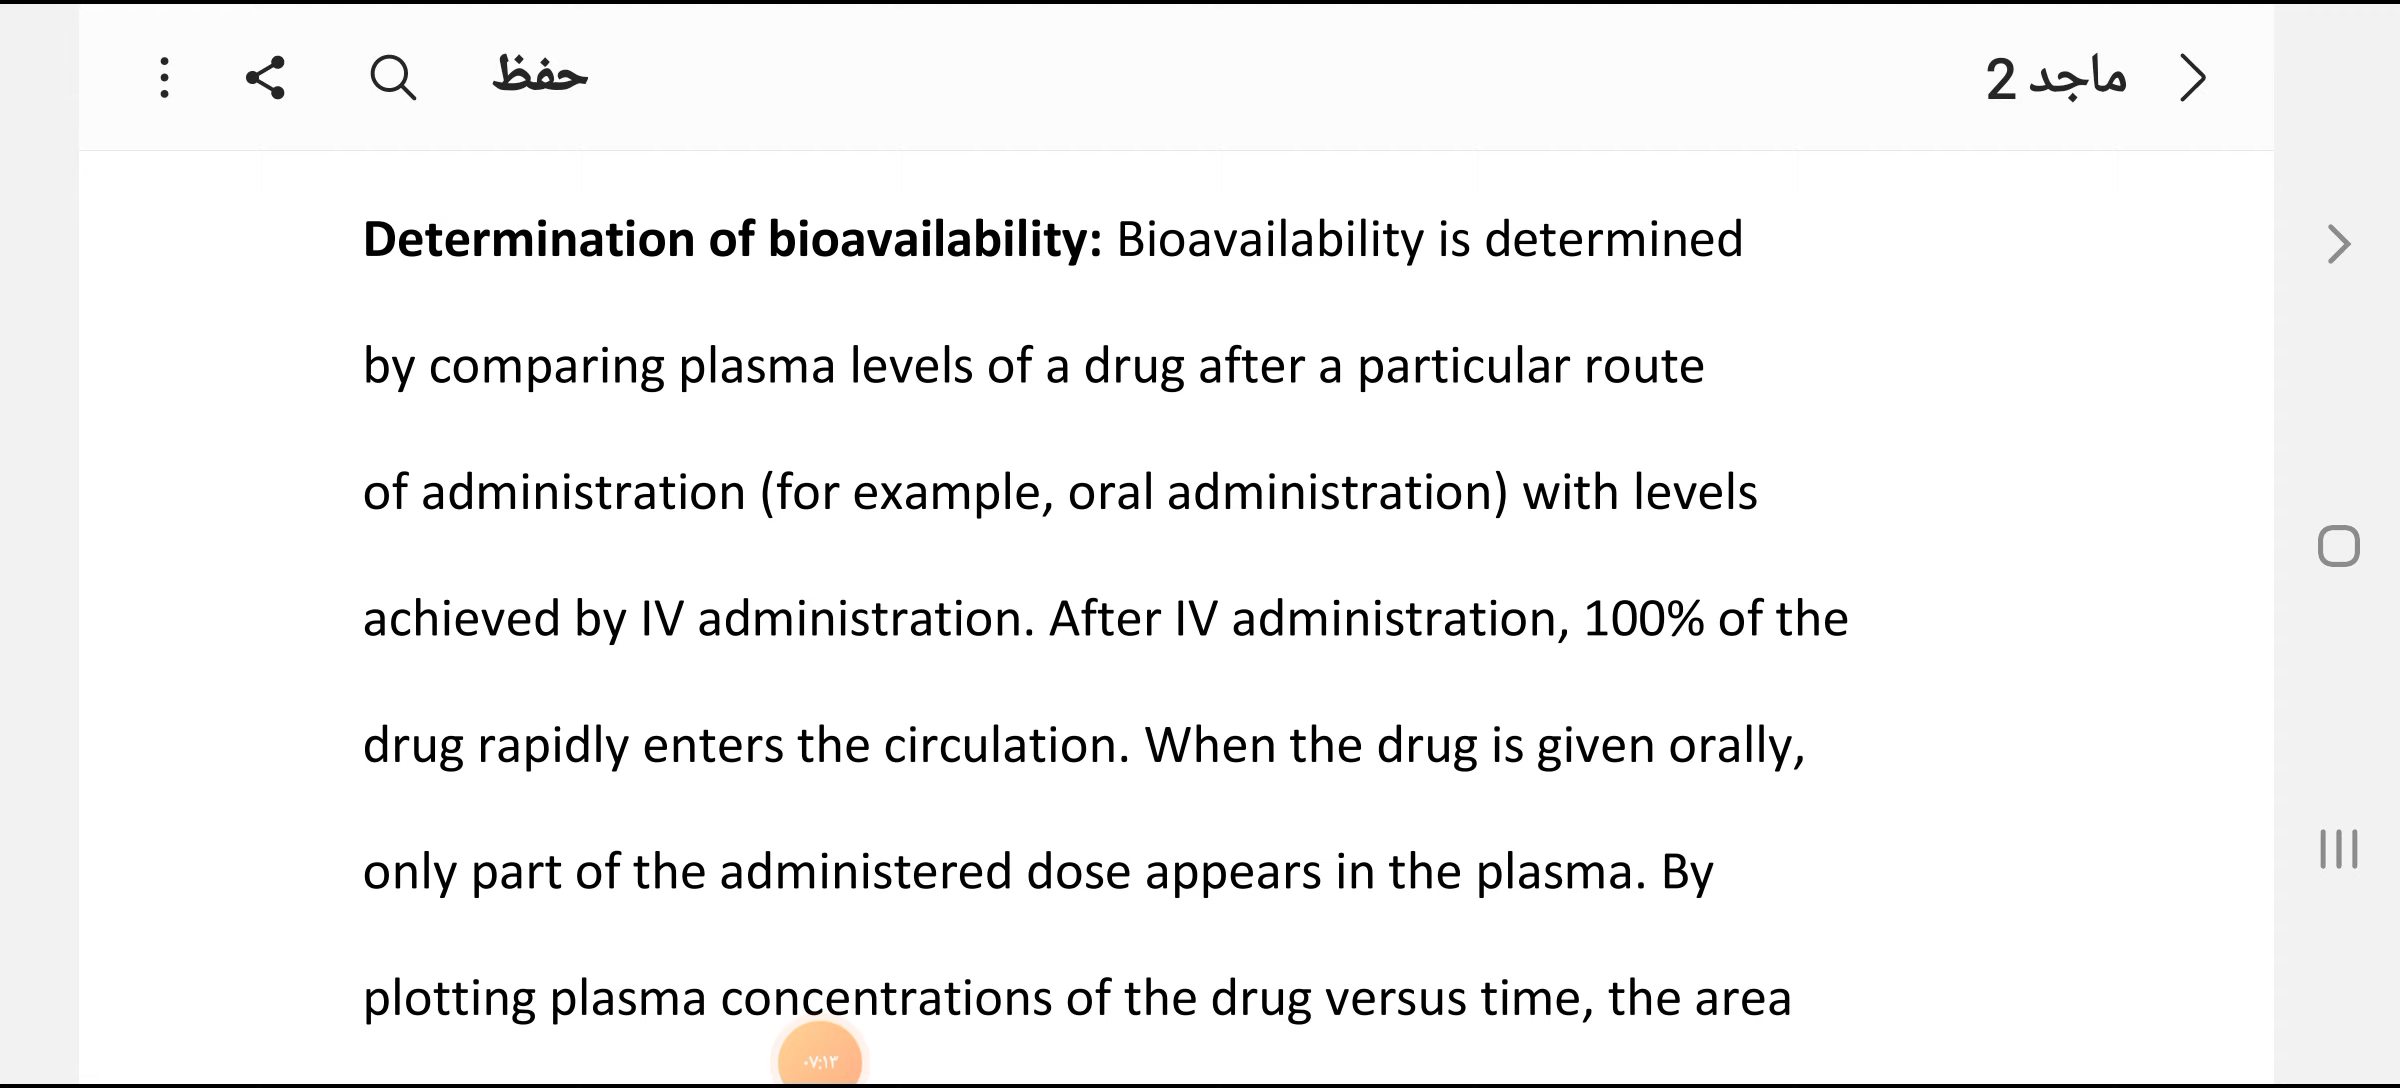 ماجد 2
حفظ
Determination of bioavailability: Bioavailability is determined
by comparing plasma levels of a drug after a particular route
of administration (for example, oral administration) with levels
achieved by IV administration. After IV administration, 100% of the
drug rapidly enters the circulation. When the drug is given orally,
only part of the administered dose appears in the plasma. By
plotting plasma concentrations of the drug versus time, the area
٠٧:١٣